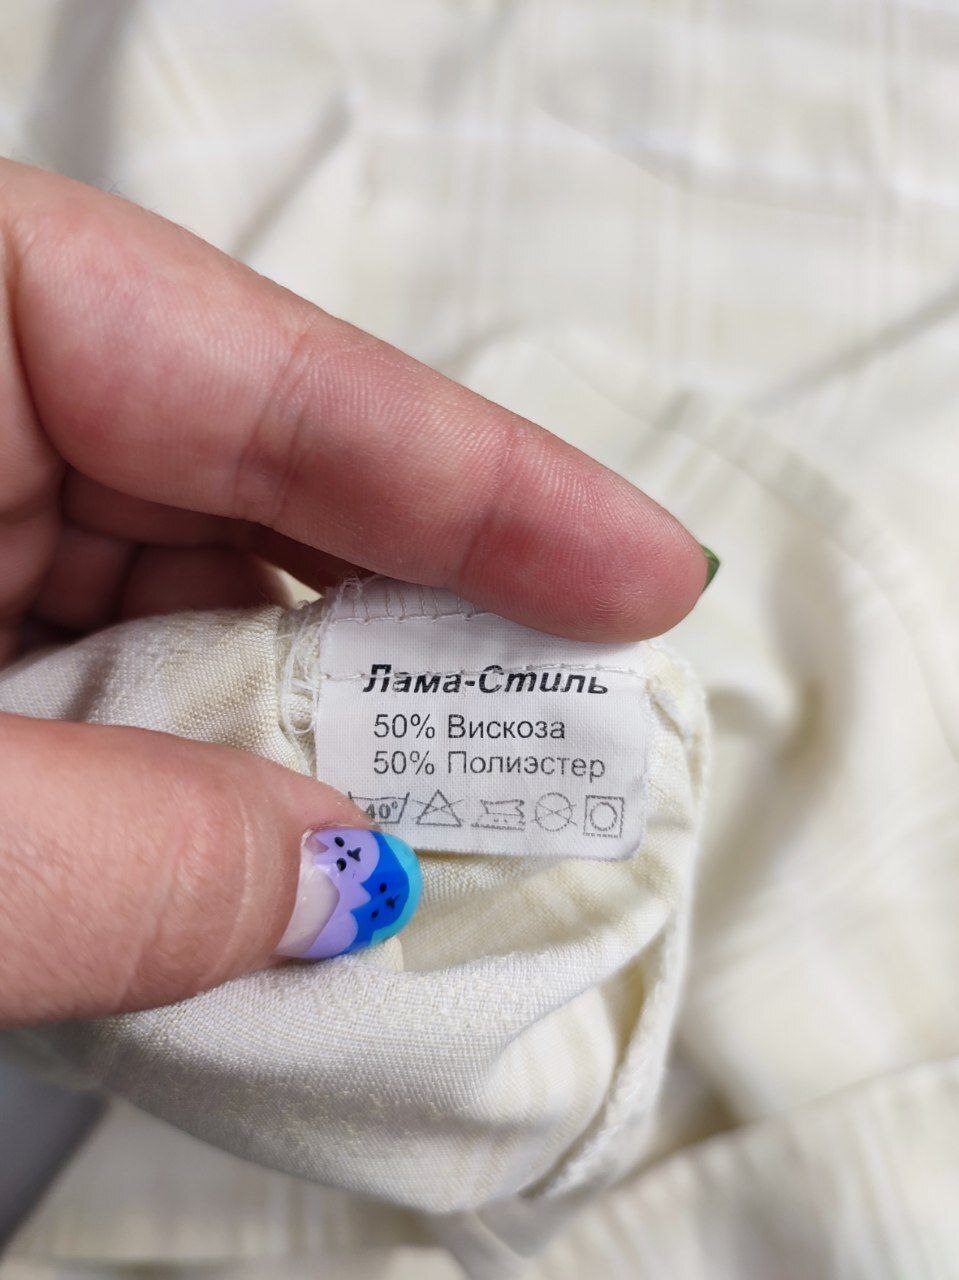 Лама-Стиль
50% Вискоза
50% Полиэстер
40°